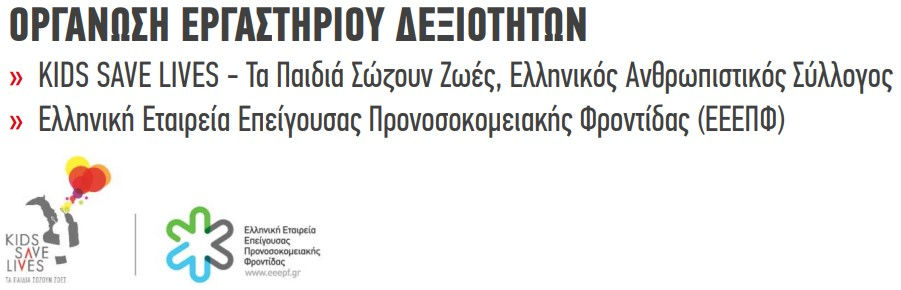 ΟΡΓΑΝΩΣΗ ΕΡΓΑΣΤΗΡΙΟΥ ΔΕΞΙΟΤΗΤΩΝ
» KIDS SAVE LIVES - Τα Παιδιά Σώζουν Ζωές, Ελληνικός Ανθρωπιστικός Σύλλογος
» Ελληνική Εταιρεία Επείγουσας Προνοσοκομειακής Φροντίδας (ΕΕΕΠΦ)
KIDS
SAVE
LIVES
ΤΑ ΠΑΙΔΙΑ ΣΩΖΟΥΝ ΖΩΕΣ
Ελληνική Εταιρεία
Επείγουσας
Προνοσοκομειακής
Φροντίδας
www.eeepf.gr